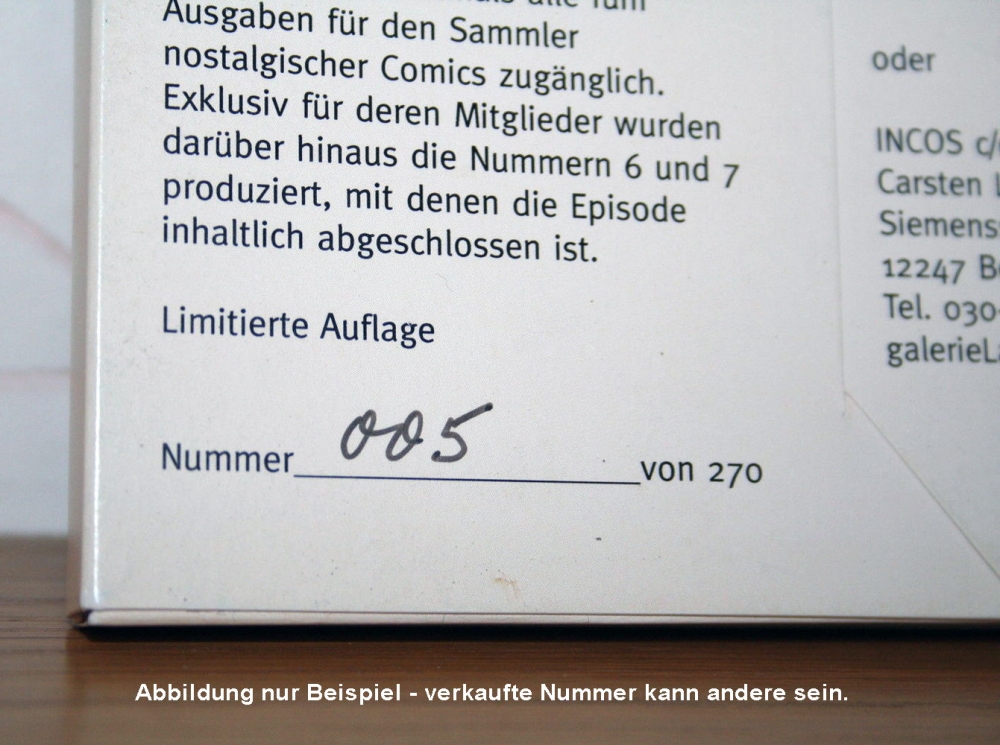 Ausgaben für den Sammler
nostalgischer Comics zugänglich.
Exklusiv für deren Mitglieder wurden
darüber hinaus die Nummern 6 und 7
produziert, mit denen die Episode
inhaltlich abgeschlossen ist.
Limitierte Auflage
Nummer 005 von 270
oder
INCOS
Carsten
12247
Tel. 030-
Abbildung nur Beispiel - verkaufte Nummer kann andere sein.